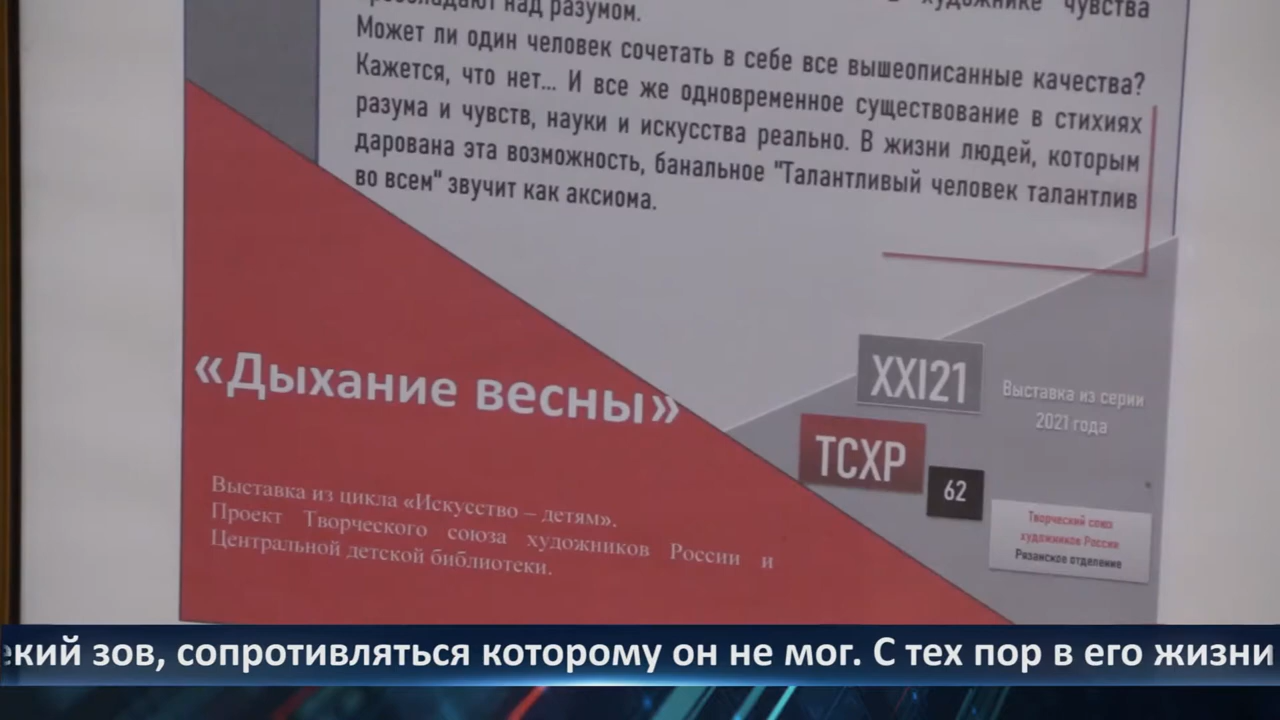 над разумом.
художнике чувства
Может ли один человек сочетать в себе все вышеописанные качества?
Кажется, что нет... И все же одновременное существование в стихиях
разума и чувств, науки и искусства реально. В жизни людей, которым
дарована эта возможность, банальное "Талантливый человек талантлив
во всем" звучит как аксиома.
«Дыхание весны»
Выставка из цикла «Искусство – детям».
Проект Творческого союза художников России и
Центральной детской библиотеки.
XXI21
Выставка из серии
2021 года
ТСХР
62
Творческий союз
художников России
Рязанское отделение
зов, сопротивляться которому он не мог. С тех пор в его жизни